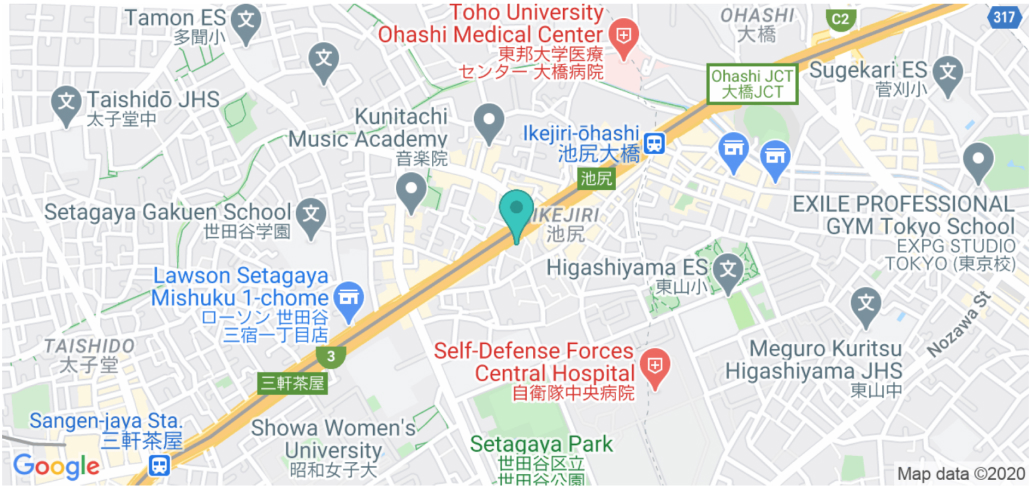 Tamon ES
多聞小
Toho University
Ohashi Medical Center
東邦大学医療
センター 大橋病院
OHASHI
大橋
C2
317
Ohashi JCT
大橋JCT
Sugekari ES
菅刈小
Taishidō JHS
太子堂中
Kunitachi
Music Academy
音楽院
Ikejiri-ōhashi
池尻大橋
池尻
Setagaya Gakuen School
世田谷学園
IKEJIRI
池尻
EXILE PROFESSIONAL
GYM Tokyo School
EXPG STUDIO
TOKYO (東京校)
Lawson Setagaya
Mishuku 1-chome
ローソン 世田谷
三宿一丁目店
Higashiyama ES
東山小
Nozawa St
TAISHIDO
太子堂
3
三軒茶屋
Self-Defense Forces
Central Hospital
自衛隊中央病院
Meguro Kuritsu
Higashiyama JHS
東山中
Sangen-jaya Sta.
三軒茶屋
Showa Women's
University
昭和女子大
Setagaya Park
世田谷区立
世田谷公園
Google
Map data ©2020